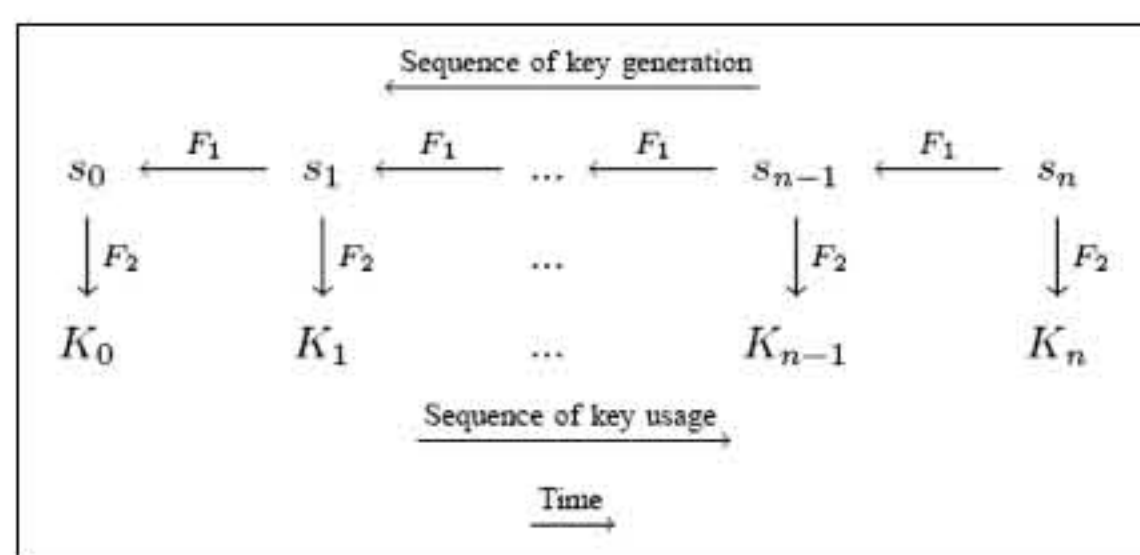 Sequence of key generation
F₁ F₁ F₁ F₁
s₀ s₁ ... sₙ₋₁ sₙ
F₂ F₂ ... F₂ F₂
K₀ K₁ ... Kₙ₋₁ Kₙ
Sequence of key usage
Time